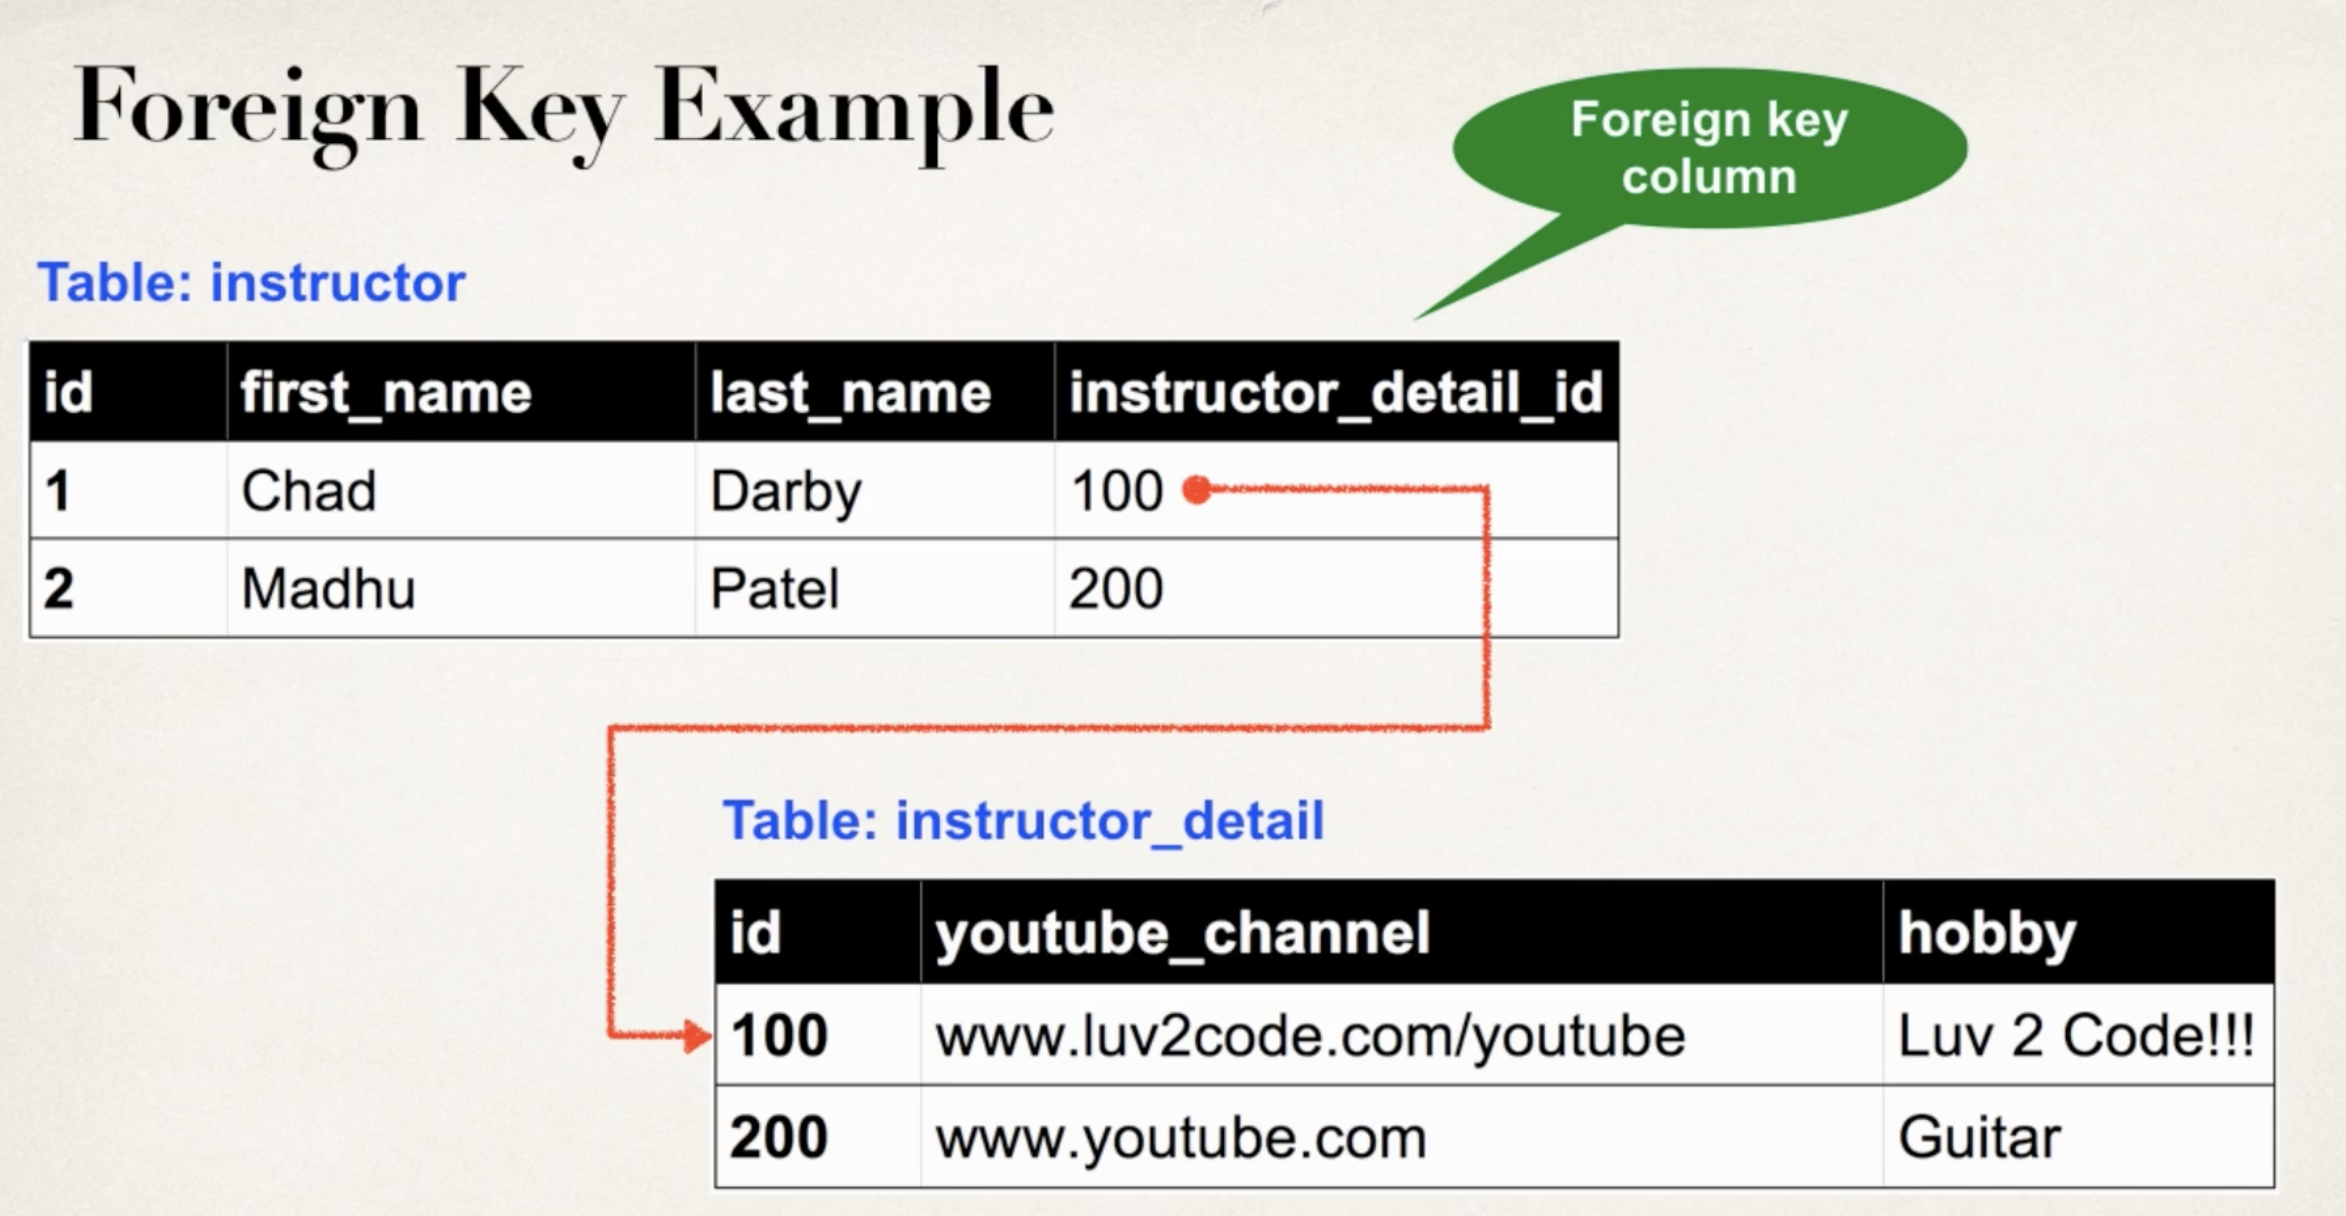 Foreign Key Example
Foreign key
column
Table: instructor
id first_name last_name instructor_detail_id
1 Chad Darby 100
2 Madhu Patel 200
Table: instructor_detail
id youtube_channel hobby
100 www.luv2code.com/youtube Luv 2 Code!!!
200 www.youtube.com Guitar